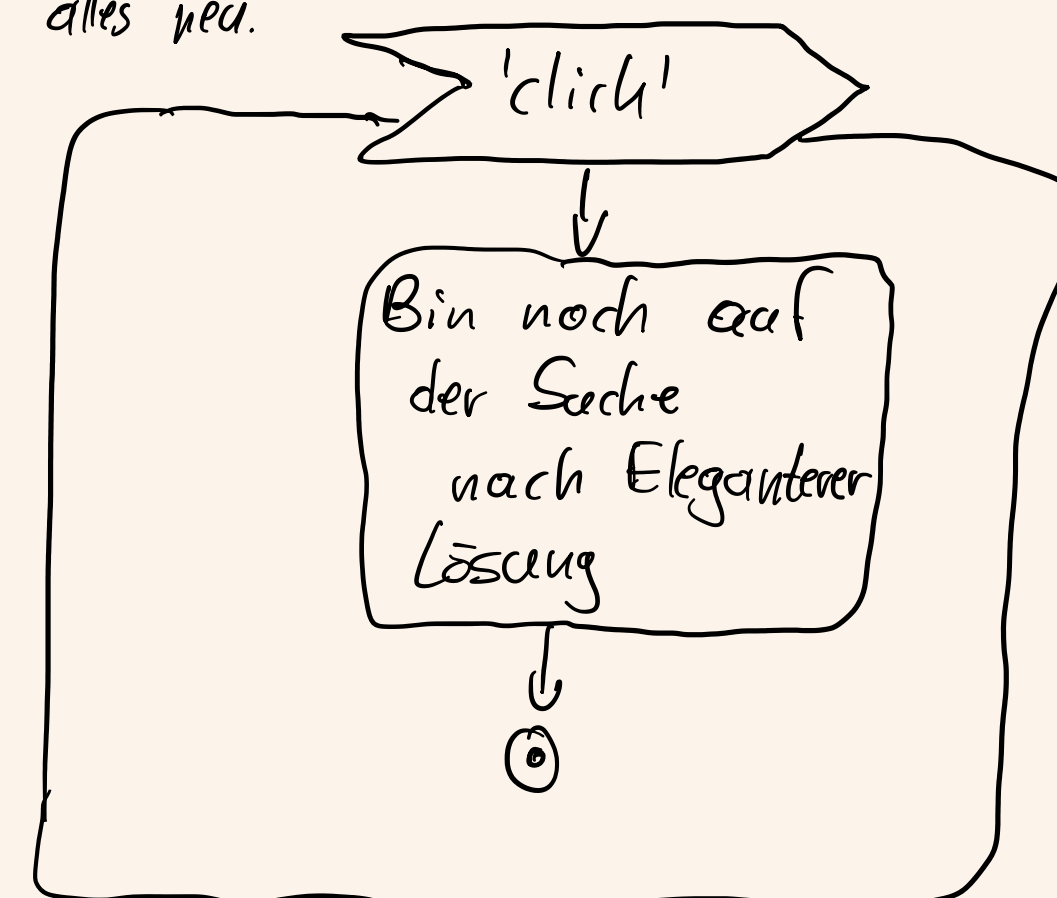 alles neu.
'click'
Bin noch auf
der Suche
nach Eleganterer
Lösung